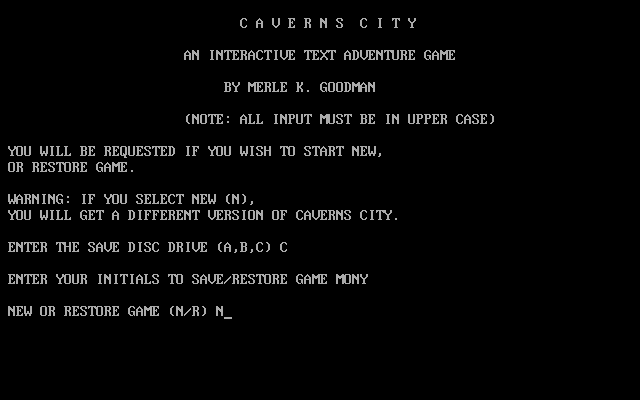 C A V E R N S  C I T Y
AN INTERACTIVE TEXT ADVENTURE GAME
BY MERLE K. GOODMAN
(NOTE: ALL INPUT MUST BE IN UPPER CASE)
YOU WILL BE REQUESTED IF YOU WISH TO START NEW,
OR RESTORE GAME.
WARNING: IF YOU SELECT NEW (N),
YOU WILL GET A DIFFERENT VERSION OF CAVERNS CITY.
ENTER THE SAVE DISC DRIVE (A,B,C) C
ENTER YOUR INITIALS TO SAVE/RESTORE GAME MONY
NEW OR RESTORE GAME (N/R) N_